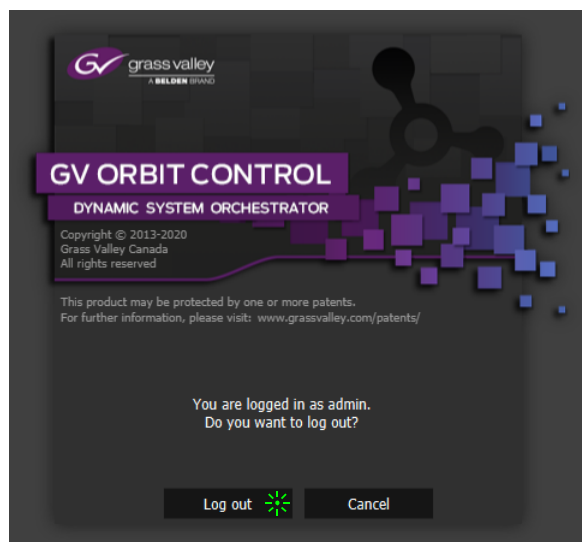 GV grass valley
A BELDEN BRAND
GV ORBIT CONTROL
DYNAMIC SYSTEM ORCHESTRATOR
Copyright © 2013-2020
Grass Valley Canada
All rights reserved
This product may be protected by one or more patents.
For further information, please visit: www.grassvalley.com/patents/
You are logged in as admin.
Do you want to log out?
Log out Cancel